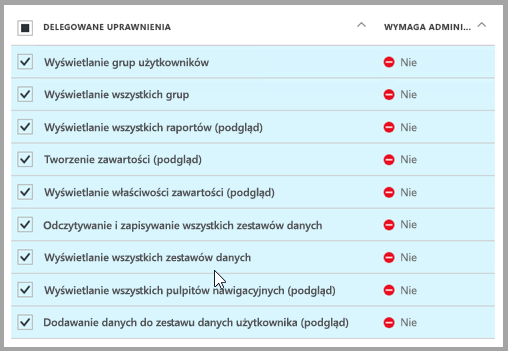 DELEGOWANE UPRAWNIENIA WYMAGA ADMINI...
Wyświetlanie grup użytkowników Nie
Wyświetlanie wszystkich grup Nie
Wyświetlanie wszystkich raportów (podgląd) Nie
Tworzenie zawartości (podgląd) Nie
Wyświetlanie właściwości zawartości (podgląd) Nie
Odczytywanie i zapisywanie wszystkich zestawów danych Nie
Wyświetlanie wszystkich zestawów danych Nie
Wyświetlanie wszystkich pulpitów nawigacyjnych (podgląd) Nie
Dodawanie danych do zestawu danych użytkownika (podgląd) Nie